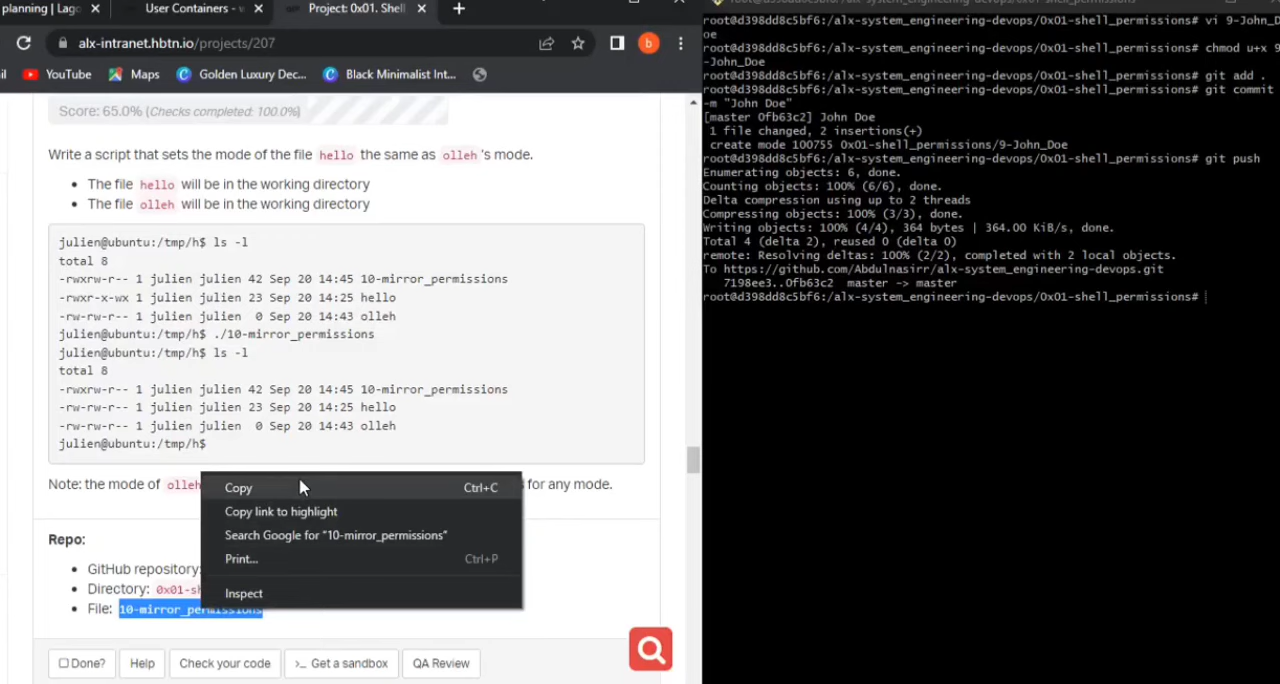 planning | Lago
User Containers - v
Project: 0x01. Shell
alx-intranet.hbtn.io/projects/207
b
YouTube
Maps
Golden Luxury Dec...
Black Minimalist Int...
Score: 65.0% (Checks completed: 100.0%)
Write a script that sets the mode of the file hello the same as olleh 's mode.
The file hello will be in the working directory
The file olleh will be in the working directory
julien@ubuntu:/tmp/h$ ls -l
total 8
-rwxrw-r-- 1 julien julien 42 Sep 20 14:45 10-mirror_permissions
-rwxr-x-wx 1 julien julien 23 Sep 20 14:25 hello
-rw-rw-r-- 1 julien julien  0 Sep 20 14:43 olleh
julien@ubuntu:/tmp/h$ ./10-mirror_permissions
julien@ubuntu:/tmp/h$ ls -l
total 8
-rwxrw-r-- 1 julien julien 42 Sep 20 14:45 10-mirror_permissions
-rw-rw-r-- 1 julien julien 23 Sep 20 14:25 hello
-rw-rw-r-- 1 julien julien  0 Sep 20 14:43 olleh
julien@ubuntu:/tmp/h$
Note: the mode of olleh for any mode.
Copy Ctrl+C
Copy link to highlight
Search Google for "10-mirror_permissions"
Print... Ctrl+P
Inspect
Repo:
GitHub repository:
Directory: 0x01-sh
File: 10-mirror_permissions
Done?
Help
Check your code
>_ Get a sandbox
QA Review
root@d398dd8c5bf6:/alx-system_engineering-devops/0x01-shell_permissions# vi 9-John_D
oe
root@d398dd8c5bf6:/alx-system_engineering-devops/0x01-shell_permissions# chmod u+x 9
-John_Doe
root@d398dd8c5bf6:/alx-system_engineering-devops/0x01-shell_permissions# git add .
root@d398dd8c5bf6:/alx-system_engineering-devops/0x01-shell_permissions# git commit
-m "John Doe"
[master 0fb63c2] John Doe
 1 file changed, 2 insertions(+)
 create mode 100755 0x01-shell_permissions/9-John_Doe
root@d398dd8c5bf6:/alx-system_engineering-devops/0x01-shell_permissions# git push
Enumerating objects: 6, done.
Counting objects: 100% (6/6), done.
Delta compression using up to 2 threads
Compressing objects: 100% (3/3), done.
Writing objects: 100% (4/4), 364 bytes | 364.00 KiB/s, done.
Total 4 (delta 2), reused 0 (delta 0)
remote: Resolving deltas: 100% (2/2), completed with 2 local objects.
To https://github.com/Abdulnasirr/alx-system_engineering-devops.git
   7198ee3..0fb63c2  master -> master
root@d398dd8c5bf6:/alx-system_engineering-devops/0x01-shell_permissions#